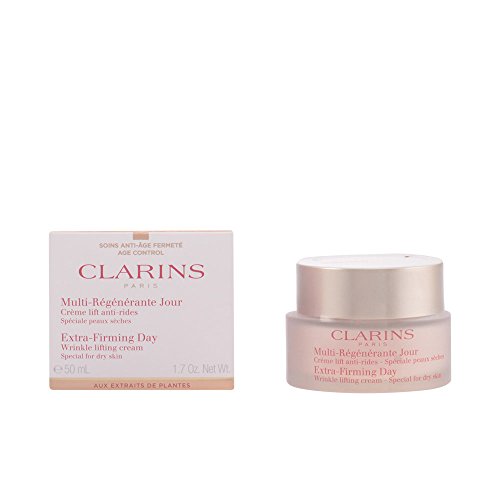 SOINS ANTI-ÂGE FERMETÉ
AGE CONTROL
CLARINS
PARIS
Multi-Régénérante Jour
Crème lift anti-rides
Spéciale peaux sèches
Extra-Firming Day
Wrinkle lifting cream
Special for dry skin
e 50 mL 1.7 Oz. Net Wt.
AUX EXTRAITS DE PLANTES
CLARINS
PARIS
Multi-Régénérante Jour
Crème lift anti-rides - Spéciale peaux sèches
Extra-Firming Day
Wrinkle lifting cream - Special for dry skin